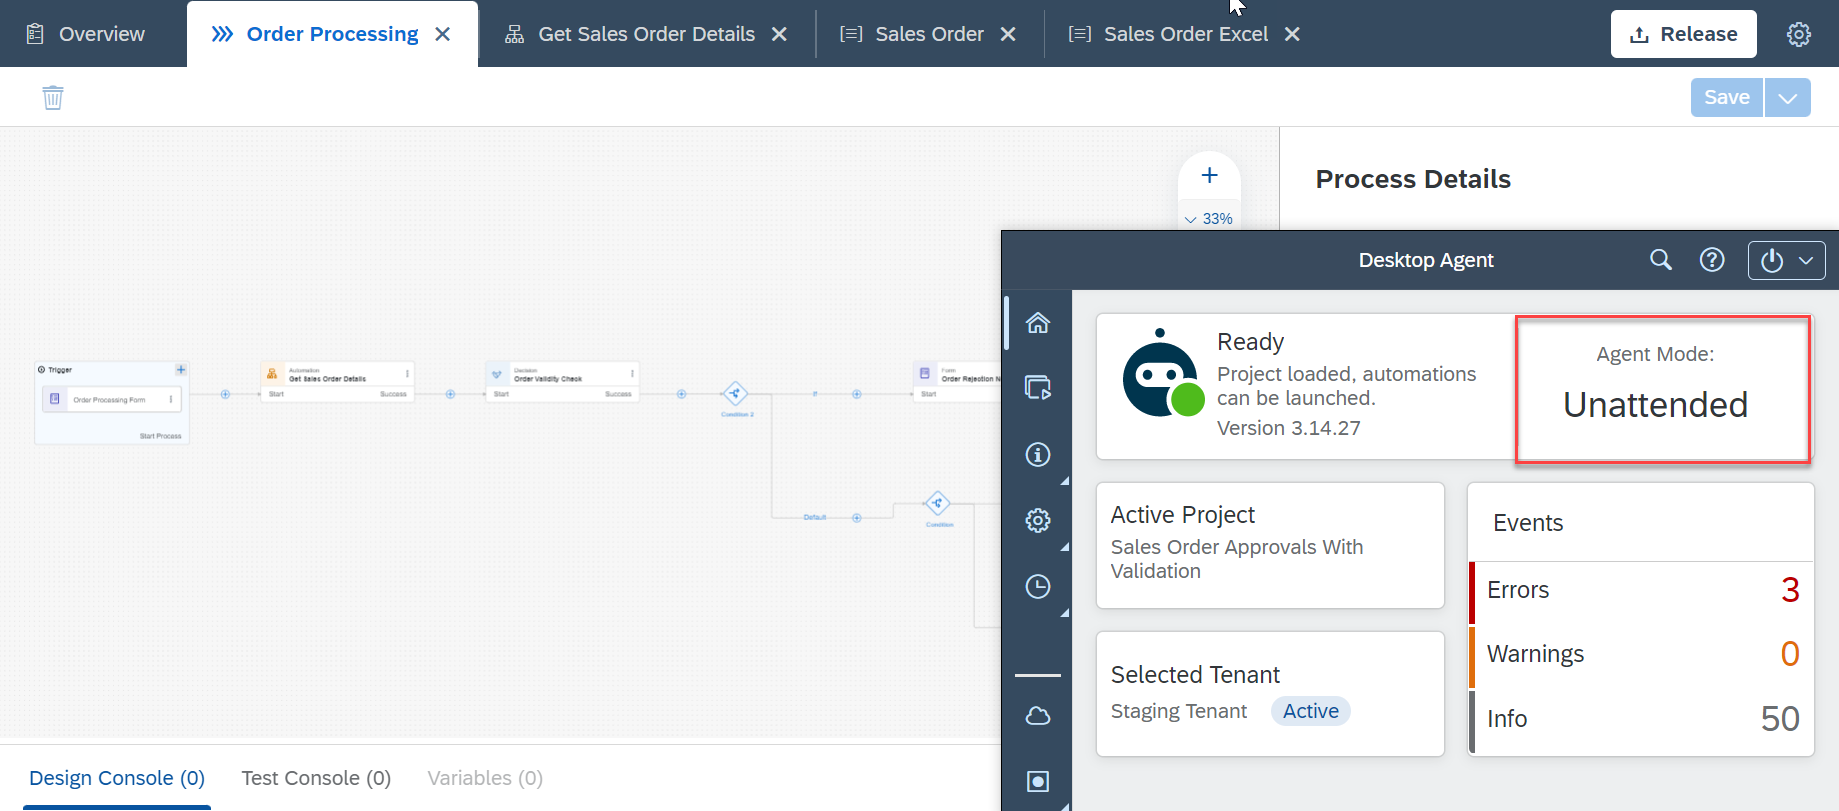 Overview
Order Processing
Get Sales Order Details
Sales Order
Sales Order Excel
Release
Save
Process Details
33%
Trigger
Order Processing Form
Start Process
Automation
Get Sales Order Details
Start Success
Decision
Order Validity Check
Start Success
Condition 2
If
Form
Order Rejection N
Start
Default
Condition
Desktop Agent
Ready
Project loaded, automations
can be launched.
Version 3.14.27
Agent Mode:
Unattended
Active Project
Sales Order Approvals With
Validation
Selected Tenant
Staging Tenant Active
Events
Errors 3
Warnings 0
Info 50
Design Console (0)
Test Console (0)
Variables (0)